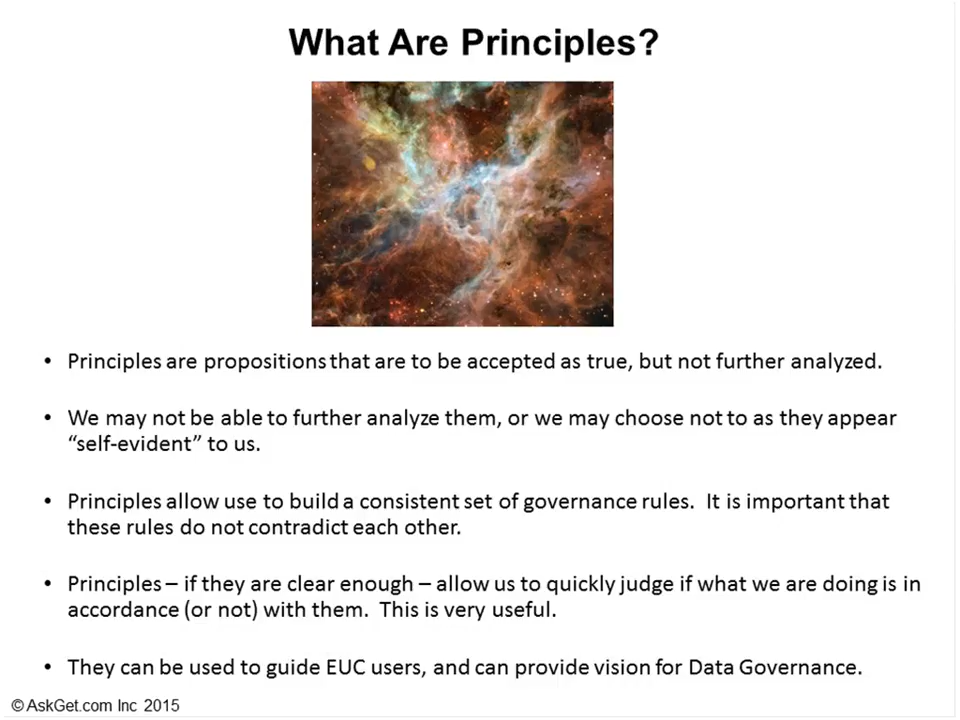 What Are Principles?
• Principles are propositions that are to be accepted as true, but not further analyzed.
• We may not be able to further analyze them, or we may choose not to as they appear
“self-evident” to us.
• Principles allow use to build a consistent set of governance rules.  It is important that
these rules do not contradict each other.
• Principles – if they are clear enough – allow us to quickly judge if what we are doing is in
accordance (or not) with them.  This is very useful.
• They can be used to guide EUC users, and can provide vision for Data Governance.
© AskGet.com Inc 2015